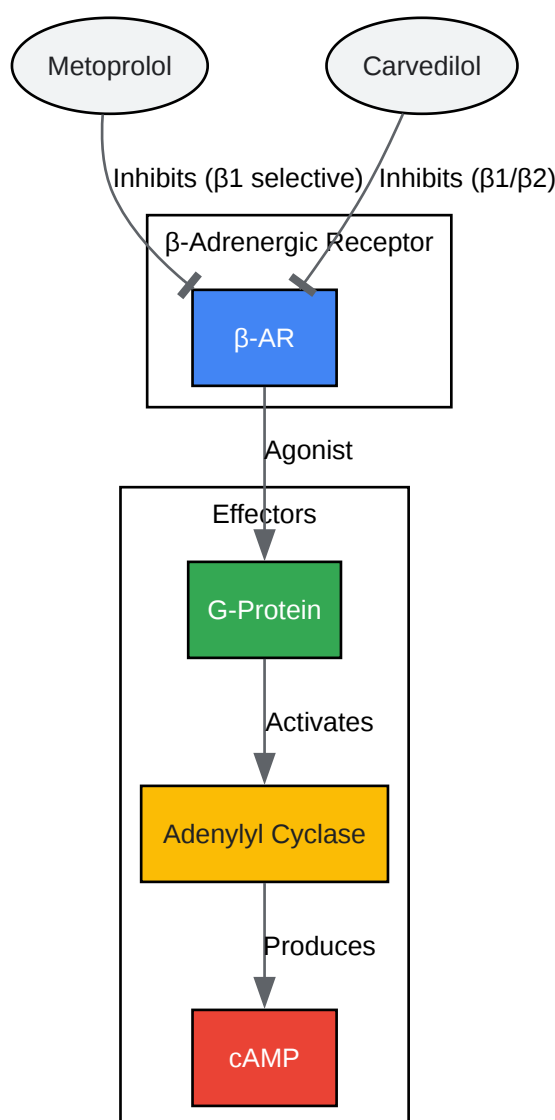 Metoprolol
Carvedilol
Inhibits (β1 selective)
Inhibits (β1/β2)
β-Adrenergic Receptor
β-AR
Agonist
Effectors
G-Protein
Activates
Adenylyl Cyclase
Produces
cAMP